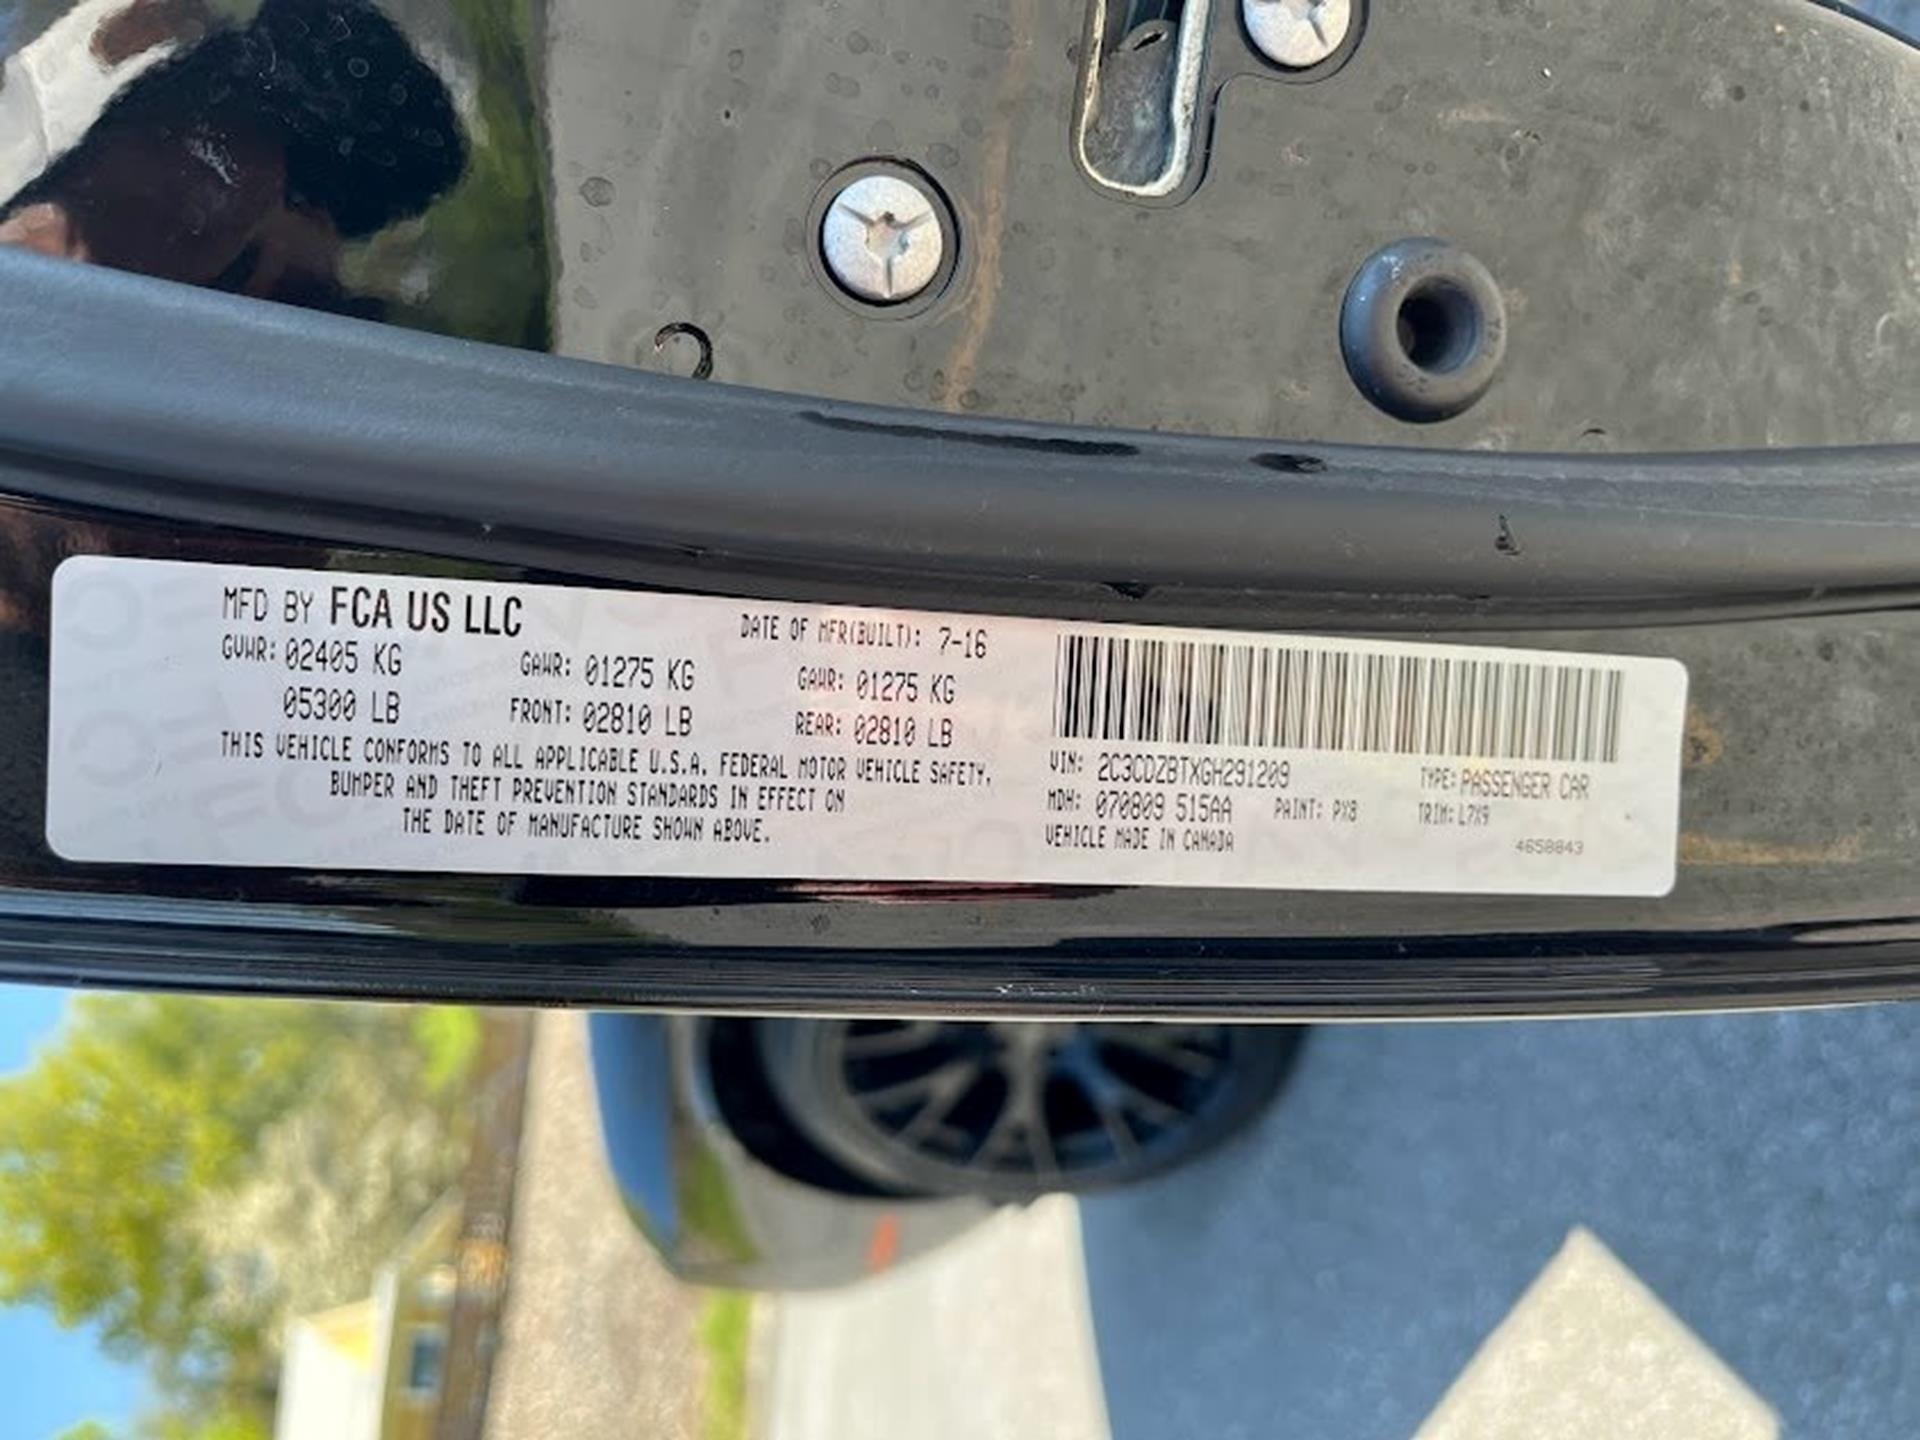 MFD BY FCA US LLC
DATE OF MFR(BUILT): 7-16
GVWR: 02405 KG GAWR: 01275 KG GAWR: 01275 KG
05300 LB FRONT: 02810 LB REAR: 02810 LB
THIS VEHICLE CONFORMS TO ALL APPLICABLE U.S.A. FEDERAL MOTOR VEHICLE SAFETY,
BUMPER AND THEFT PREVENTION STANDARDS IN EFFECT ON
THE DATE OF MANUFACTURE SHOWN ABOVE.
VIN: 2C3CDZBTXGH291209 TYPE: PASSENGER CAR
MDH: 070809 515AA PAINT: PX8 TRIM: L7X9
VEHICLE MADE IN CANADA 4658843